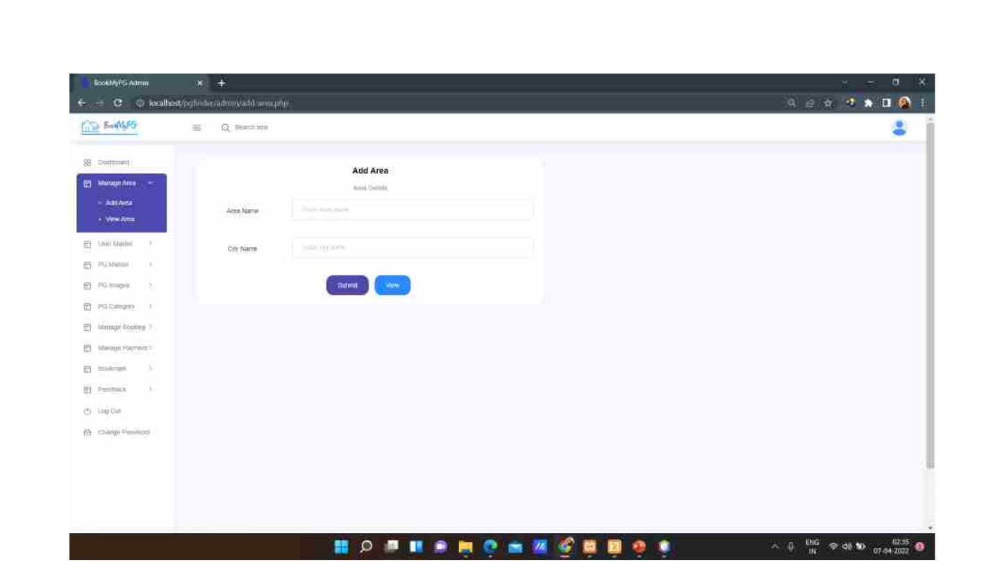 BookMyPG Admin
localhost/pgfinder/admin/add-area.php
BookMyPG
Search now
Dashboard
Manage Area
Add Area
View Area
User Master
PG Master
PG Images
PG Category
Manage Booking
Manage Payment
Bookmark
Feedback
Log Out
Change Password
Add Area
Area Details
Area Name
Enter area name
City Name
Enter city name
Submit
View
ENG
IN
02:35
07-04-2022